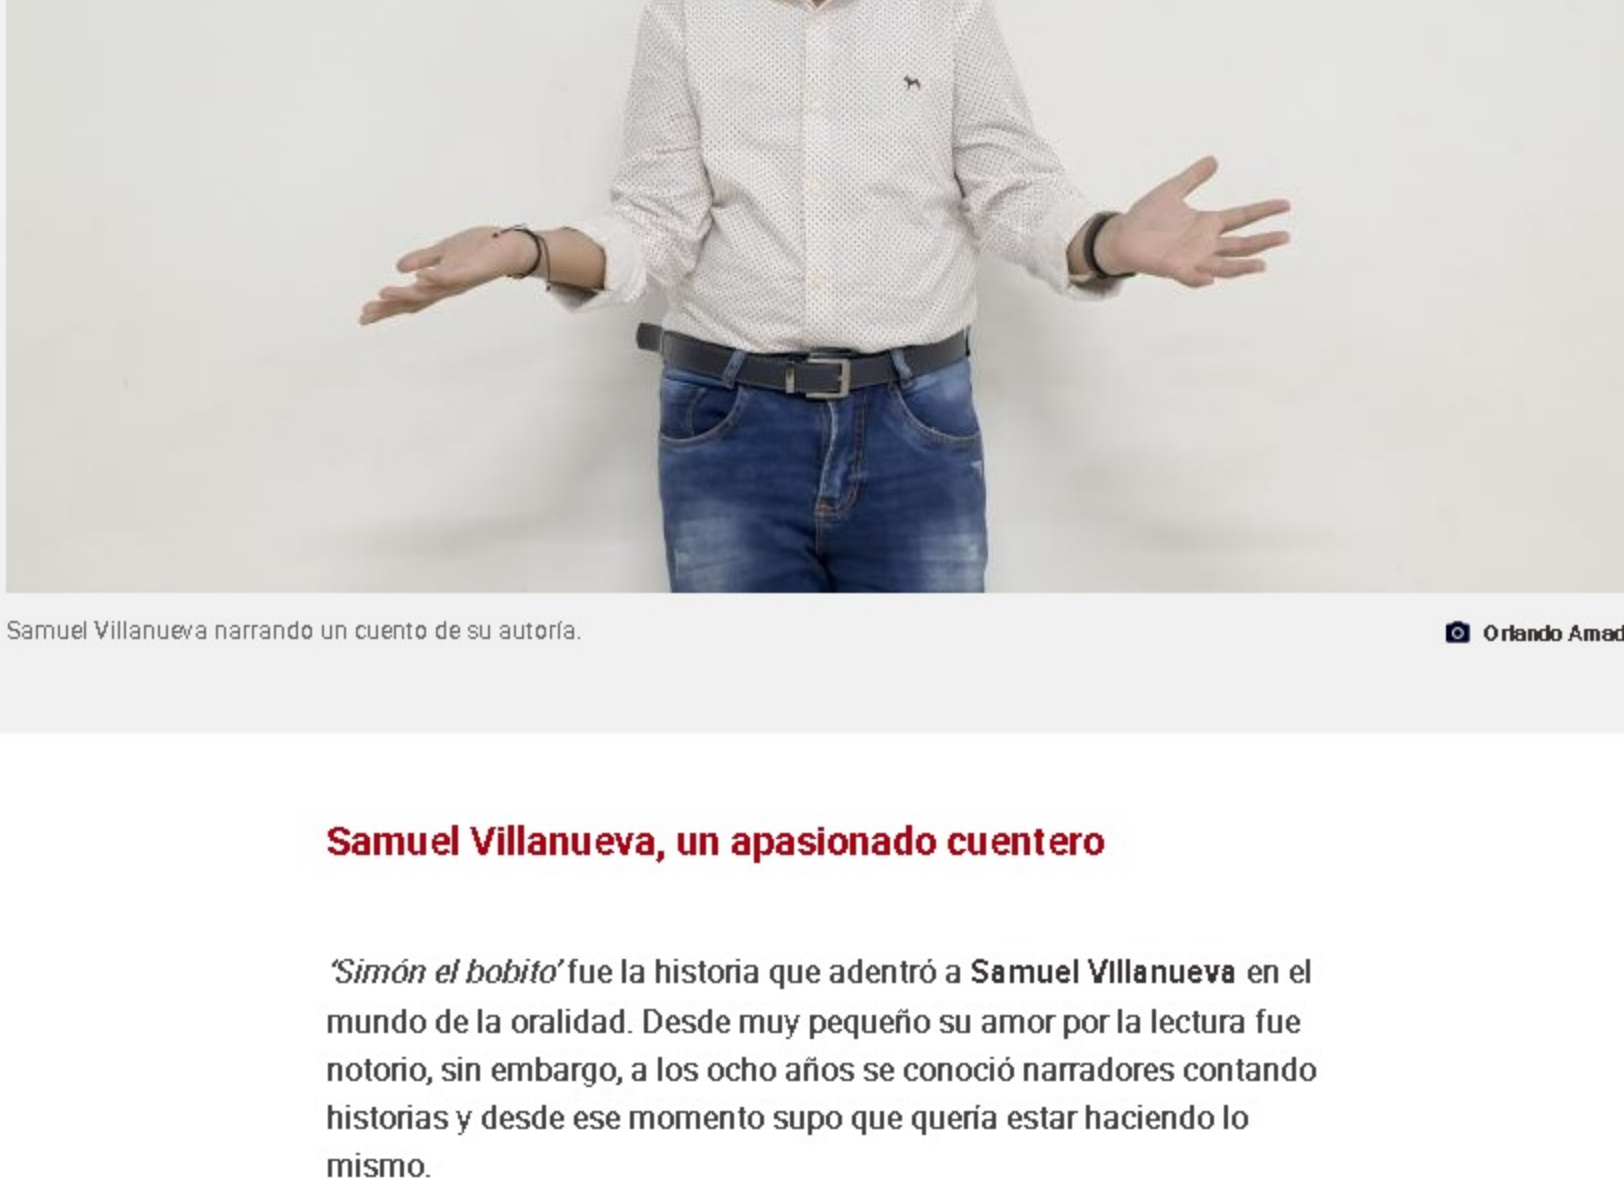 Samuel Villanueva narrando un cuento de su autoría.
Orlando Amad
Samuel Villanueva, un apasionado cuentero
‘Simón el bobito’ fue la historia que adentró a Samuel Villanueva en el
mundo de la oralidad. Desde muy pequeño su amor por la lectura fue
notorio, sin embargo, a los ocho años se conoció narradores contando
historias y desde ese momento supo que quería estar haciendo lo
mismo.